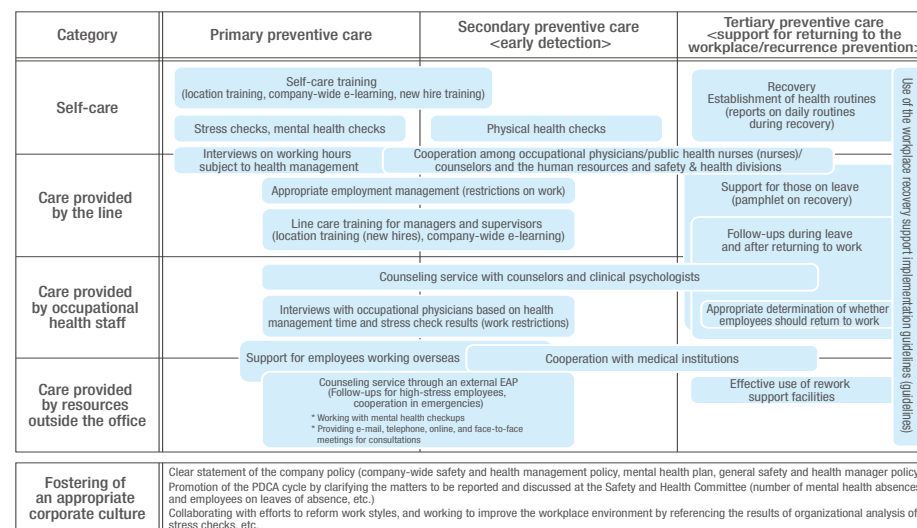 Category
Primary preventive care
Secondary preventive care
<early detection>
Tertiary preventive care
<support for returning to the
workplace/recurrence prevention>
Self-care
Self-care training
(location training, company-wide e-learning, new hire training)
Stress checks, mental health checks
Physical health checks
Recovery
Establishment of health routines
(reports on daily routines
during recovery)
Use of the workplace recovery support implementation guidelines (guidelines)
Care provided
by the line
Interviews on working hours
subject to health management
Cooperation among occupational physicians/public health nurses (nurses)/
counselors and the human resources and safety & health divisions
Appropriate employment management (restrictions on work)
Line care training for managers and supervisors
(location training (new hires), company-wide e-learning)
Support for those on leave
(pamphlet on recovery)
Follow-ups during leave
and after returning to work
Care provided
by occupational
health staff
Counseling service with counselors and clinical psychologists
Interviews with occupational physicians based on health
management time and stress check results (work restrictions)
Appropriate determination of whether
employees should return to work
Support for employees working overseas
Cooperation with medical institutions
Care provided
by resources
outside the office
Counseling service through an external EAP
(Follow-ups for high-stress employees,
cooperation in emergencies)
* Working with mental health checkups
* Providing e-mail, telephone, online, and face-to-face
meetings for consultations
Effective use of rework
support facilities
Fostering of
an appropriate
corporate culture
Clear statement of the company policy (company-wide safety and health management policy, mental health plan, general safety and health manager policy
Promotion of the PDCA cycle by clarifying the matters to be reported and discussed at the Safety and Health Committee (number of mental health absences
and employees on leaves of absence, etc.)
Collaborating with efforts to reform work styles, and working to improve the workplace environment by referencing the results of organizational analysis of
stress checks, etc.